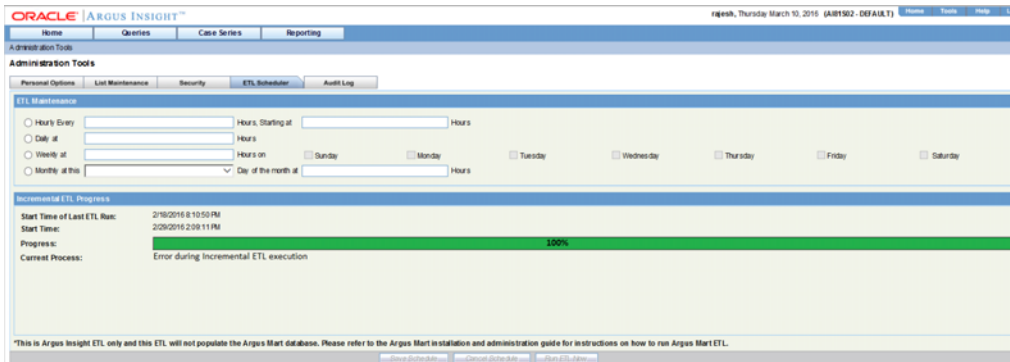 ORACLE ARGUS INSIGHT™
rajesh, Thursday March 10, 2016 (AI81S02 - DEFAULT) Home Tools Help
Home Queries Case Series Reporting
Administration Tools
Administration Tools
Personal Options List Maintenance Security ETL Scheduler Audit Log
ETL Maintenance
Hourly Every Hours, Starting at Hours
Daily at Hours
Weekly at Hours on Sunday Monday Tuesday Wednesday Thursday Friday Saturday
Monthly at this Day of the month at Hours
Incremental ETL Progress
Start Time of Last ETL Run: 2/18/2016 8:10:50 PM
Start Time: 2/29/2016 2:09:11 PM
Progress: 100%
Current Process: Error during Incremental ETL execution
*This is Argus Insight ETL only and this ETL will not populate the Argus Mart database. Please refer to the Argus Mart installation and administration guide for instructions on how to run Argus Mart ETL.
Save Schedule Cancel Schedule Run ETL Now